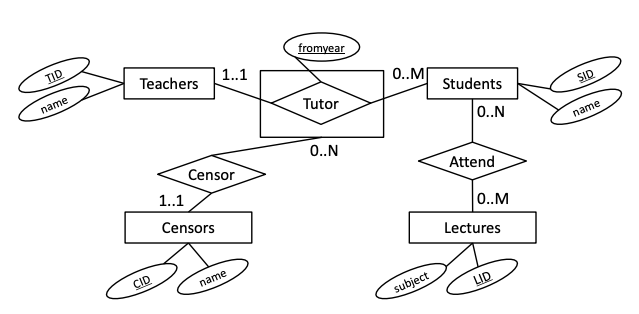 fromyear
TID
name
Teachers
1..1
Tutor
0..M
Students
SID
name
0..N
0..N
Censor
Attend
1..1
0..M
Censors
Lectures
CID
name
subject
LID